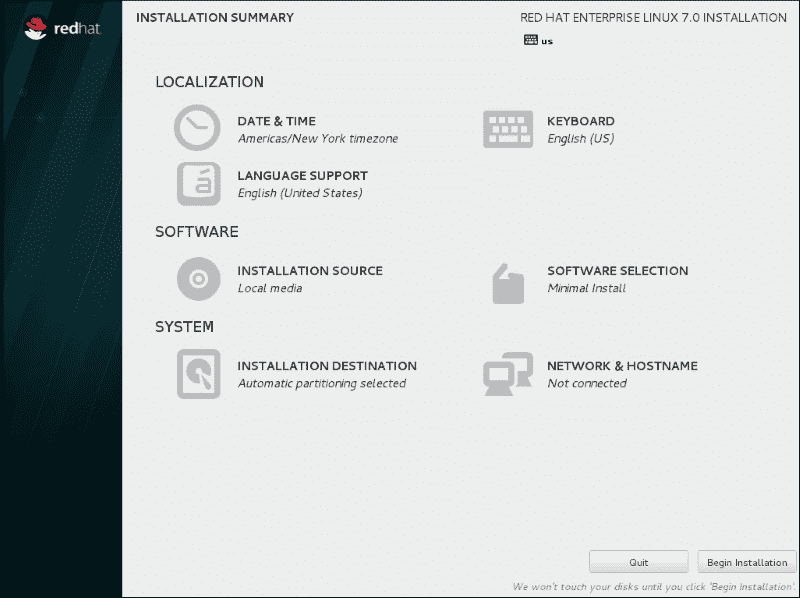 redhat
INSTALLATION SUMMARY
RED HAT ENTERPRISE LINUX 7.0 INSTALLATION
us
LOCALIZATION
DATE & TIME
Americas/New York timezone
KEYBOARD
English (US)
LANGUAGE SUPPORT
English (United States)
SOFTWARE
INSTALLATION SOURCE
Local media
SOFTWARE SELECTION
Minimal Install
SYSTEM
INSTALLATION DESTINATION
Automatic partitioning selected
NETWORK & HOSTNAME
Not connected
Quit
Begin Installation
We won't touch your disks until you click 'Begin Installation'.